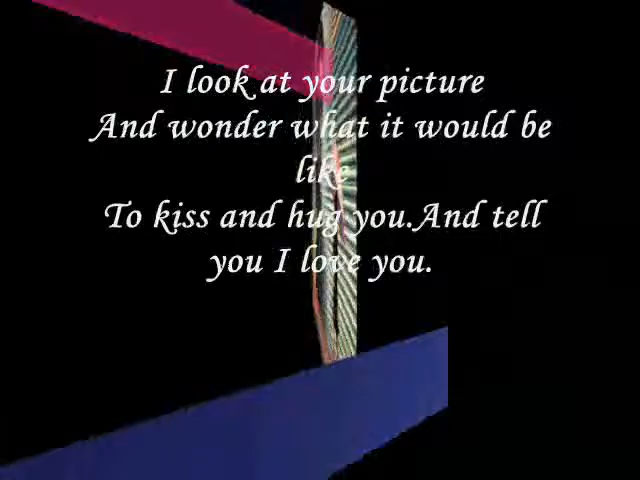 I look at your picture
And wonder what it would be
like
To kiss and hug you.And tell
you I love you.